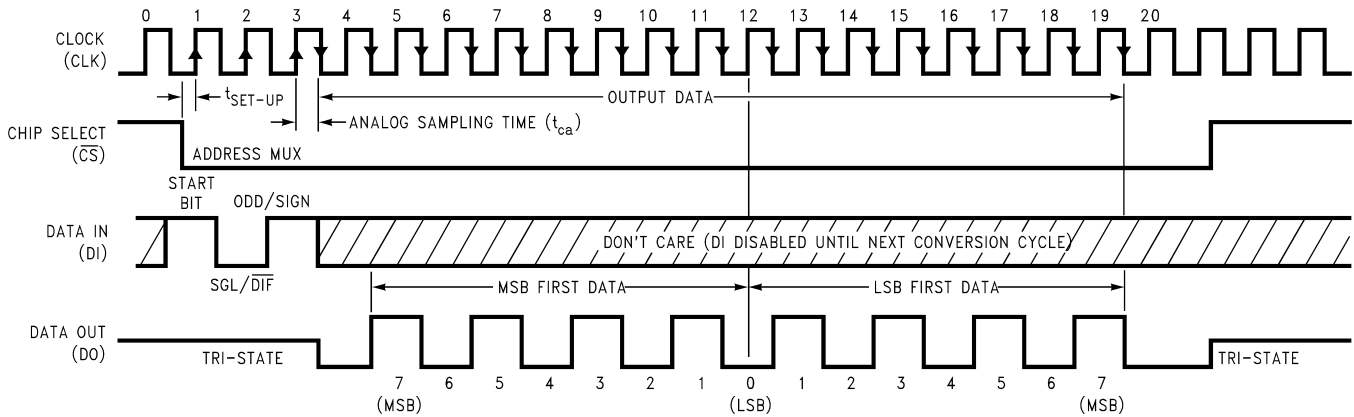 0 1 2 3 4 5 6 7 8 9 10 11 12 13 14 15 16 17 18 19 20
CLOCK
(CLK)
tSET-UP
OUTPUT DATA
ANALOG SAMPLING TIME (tca)
CHIP SELECT
(CS)
ADDRESS MUX
START
BIT
ODD/SIGN
DATA IN
(DI)
DON'T CARE (DI DISABLED UNTIL NEXT CONVERSION CYCLE)
SGL/DIF
MSB FIRST DATA
LSB FIRST DATA
DATA OUT
(DO)
TRI-STATE
TRI-STATE
7 6 5 4 3 2 1 0 1 2 3 4 5 6 7
(MSB) (LSB) (MSB)